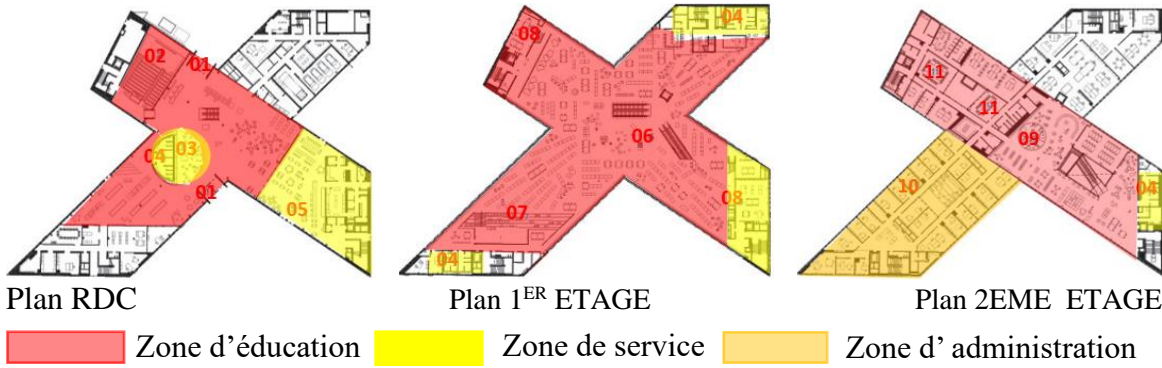 02
01
04
03
01
05
08
04
06
07
08
04
11
11
09
04
10
Plan RDC
Plan 1ER ETAGE
Plan 2EME ETAGE
Zone d'éducation
Zone de service
Zone d' administration